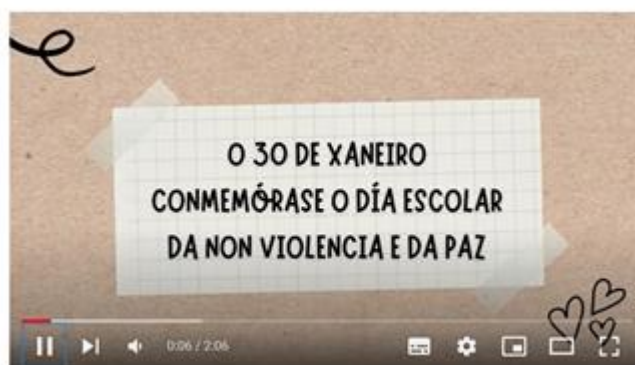 O 30 DE XANEIRO
CONMEMÓRASE O DÍA ESCOLAR
DA NON VIOLENCIA E DA PAZ
0:06 / 2:06